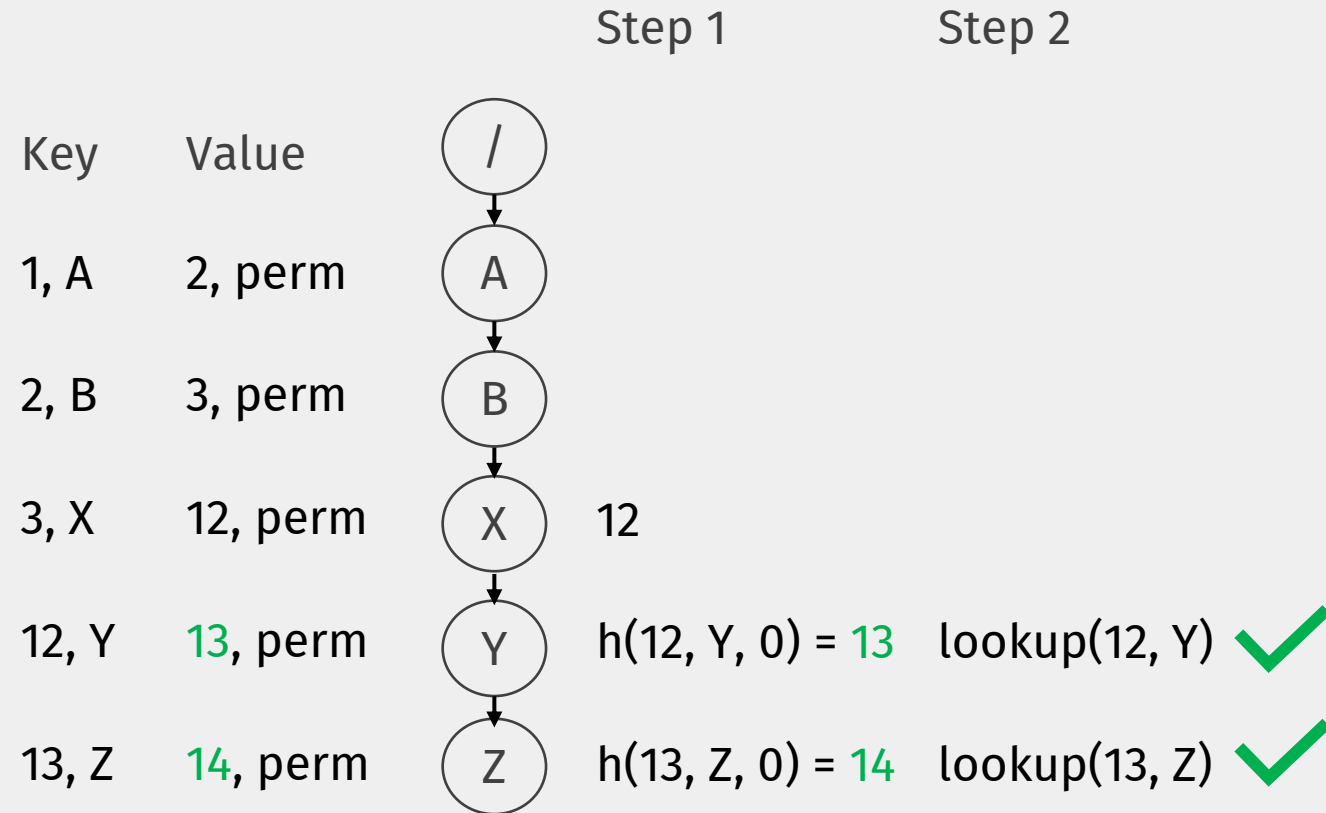 Step 1 Step 2
Key Value /
1, A 2, perm A
2, B 3, perm B
3, X 12, perm X 12
12, Y 13, perm Y h(12, Y, 0) = 13 lookup(12, Y)
13, Z 14, perm Z h(13, Z, 0) = 14 lookup(13, Z)